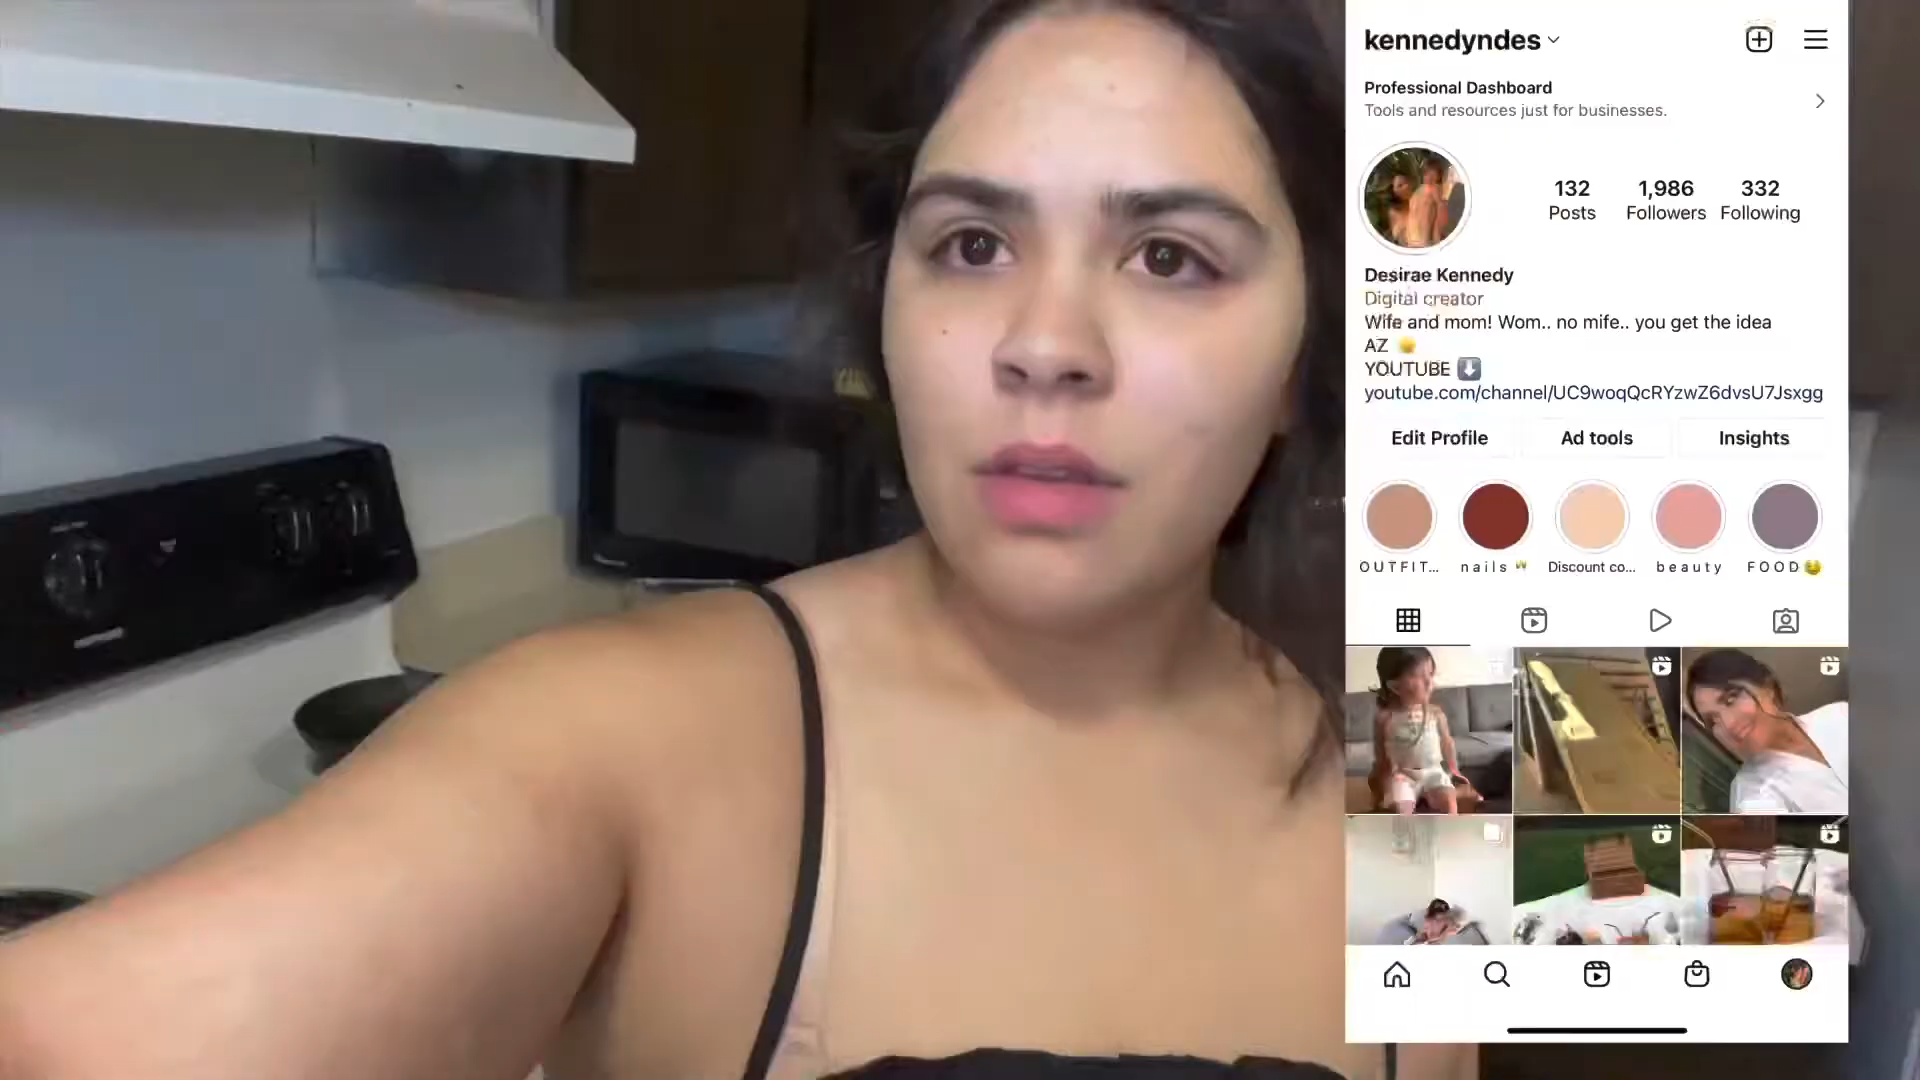 kennedyndes
Professional Dashboard
Tools and resources just for businesses.
132
Posts
1,986
Followers
332
Following
Desirae Kennedy
Digital creator
Wife and mom! Wom.. no mife.. you get the idea
AZ 🌞
YOUTUBE ⬇️
youtube.com/channel/UC9woqQcRYzwZ6dvsU7Jsxgg
Edit Profile
Ad tools
Insights
OUTFIT...
nails
Discount co...
beauty
FOOD